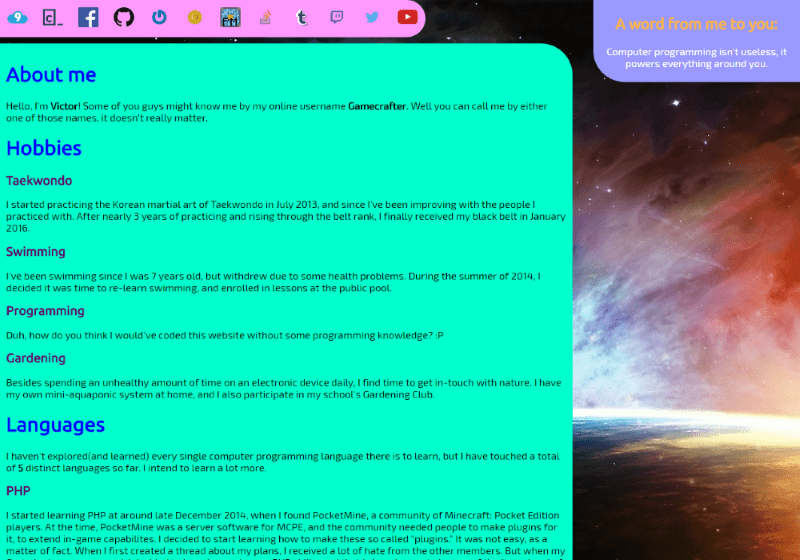 9
c_
A word from me to you:
Computer programming isn't useless, it
powers everything around you.
About me
Hello, I'm Victor! Some of you guys might know me by my online username Gamecrafter. Well you can call me by either
one of those names, it doesn't really matter.
Hobbies
Taekwondo
I started practicing the Korean martial art of Taekwondo in July 2013, and since I've been improving with the people I
practiced with. After nearly 3 years of practicing and rising through the belt rank, I finally received my black belt in January
2016.
Swimming
I've been swimming since I was 7 years old, but withdrew due to some health problems. During the summer of 2014, I
decided it was time to re-learn swimming, and enrolled in lessons at the public pool.
Programming
Duh, how do you think I would've coded this website without some programming knowledge? :P
Gardening
Besides spending an unhealthy amount of time on an electronic device daily, I find time to get in-touch with nature. I have
my own mini-aquaponic system at home, and I also participate in my school's Gardening Club.
Languages
I haven't explored(and learned) every single computer programming language there is to learn, but I have touched a total
of 5 distinct languages so far. I intend to learn a lot more.
PHP
I started learning PHP at around late December 2014, when I found PocketMine, a community of Minecraft: Pocket Edition
players. At the time, PocketMine was a server software for MCPE, and the community needed people to make plugins for
it, to extend in-game capabilites. I decided to start learning how to make these so called "plugins." It was not easy, as a
matter of fact. When I first created a thread about my plans, I received a lot of hate from the other members. But when my